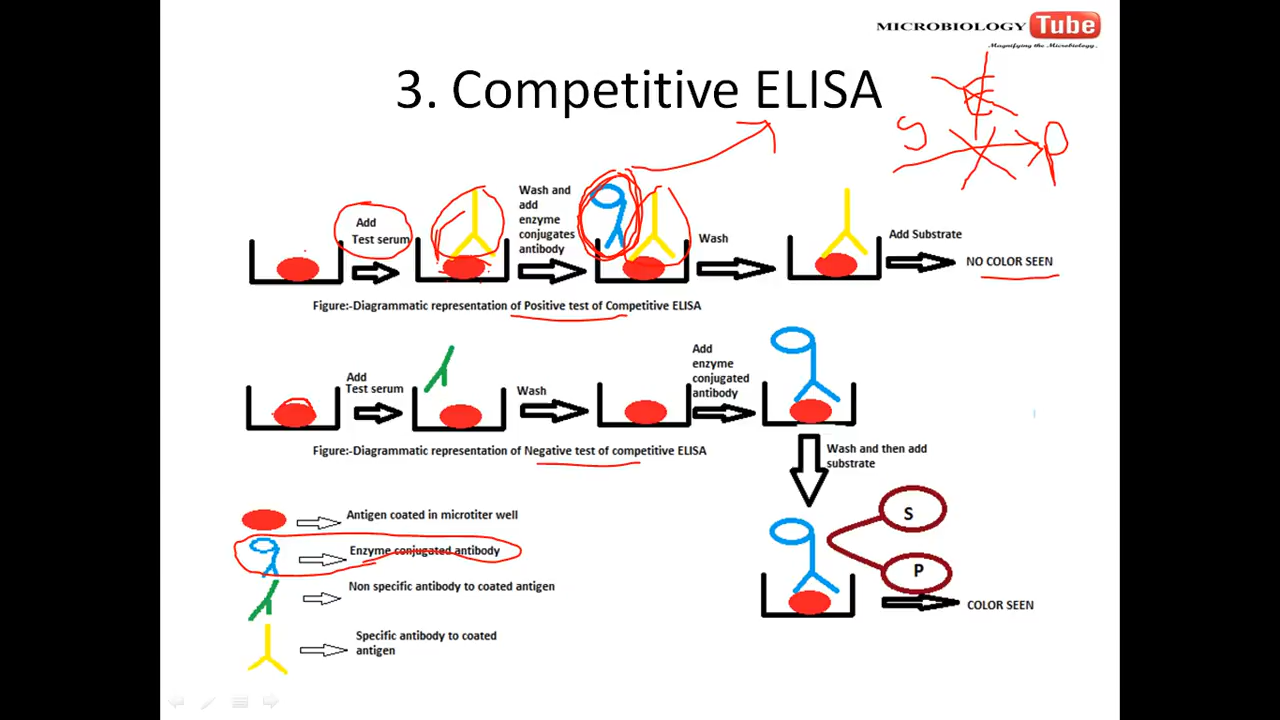 MICROBIOLOGY Tube
Magnifying the Microbiology.
3. Competitive ELISA
E
S
P
Add
Test serum
Wash and
add
enzyme
conjugates
antibody
Wash
Add Substrate
NO COLOR SEEN
Figure:-Diagrammatic representation of Positive test of Competitive ELISA
Add
Test serum
Wash
Add
enzyme
conjugated
antibody
Figure:-Diagrammatic representation of Negative test of competitive ELISA
Wash and then add
substrate
S
P
COLOR SEEN
Antigen coated in microtiter well
Enzyme conjugated antibody
Non specific antibody to coated antigen
Specific antibody to coated
antigen